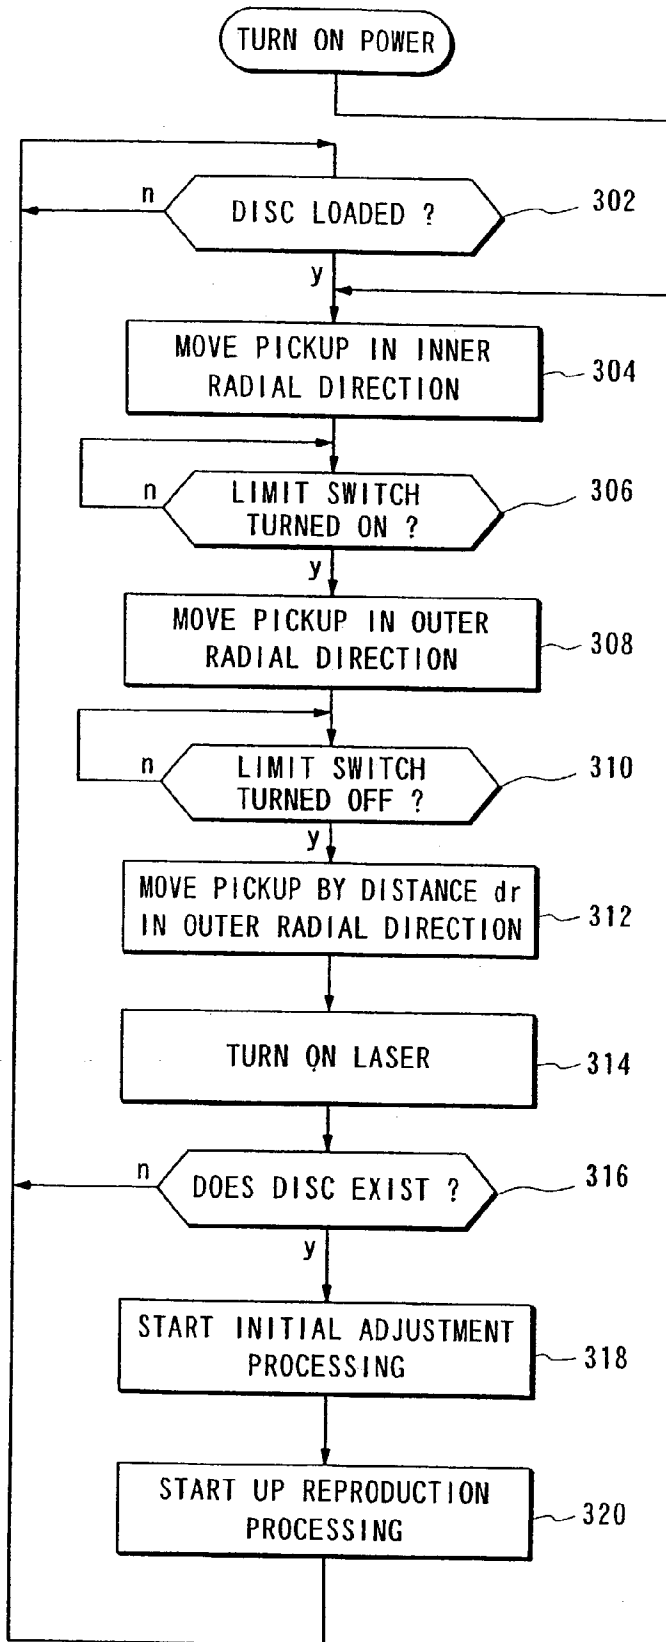 TURN ON POWER
n
DISC LOADED ?
302
y
MOVE PICKUP IN INNER
RADIAL DIRECTION
304
n
LIMIT SWITCH
TURNED ON ?
306
y
MOVE PICKUP IN OUTER
RADIAL DIRECTION
308
n
LIMIT SWITCH
TURNED OFF ?
310
y
MOVE PICKUP BY DISTANCE dr
IN OUTER RADIAL DIRECTION
312
TURN ON LASER
314
n
DOES DISC EXIST ?
316
y
START INITIAL ADJUSTMENT
PROCESSING
318
START UP REPRODUCTION
PROCESSING
320